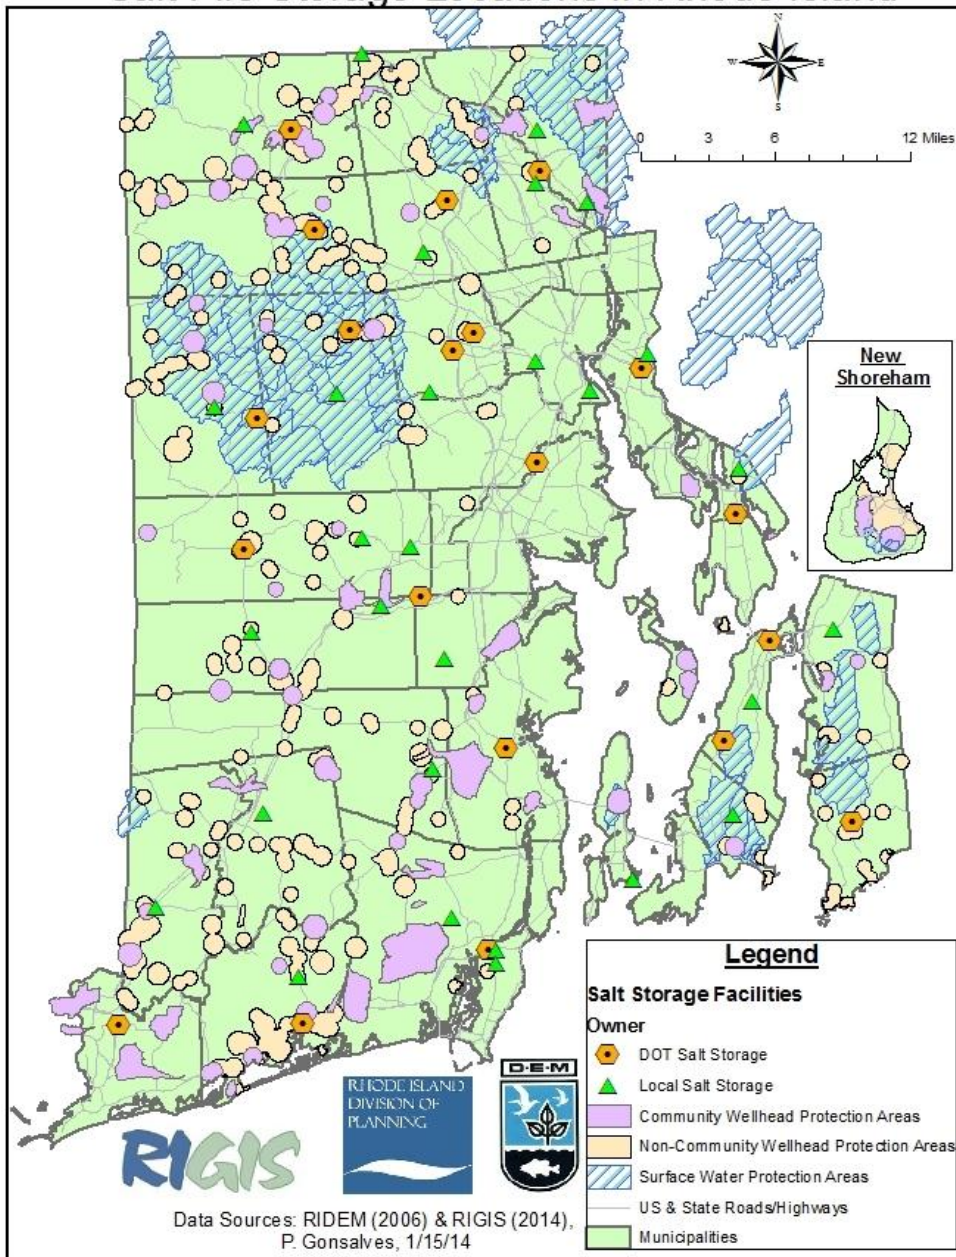 N
W E
S
0 3 6 12 Miles
New
Shoreham
Legend
Salt Storage Facilities
Owner
DOT Salt Storage
Local Salt Storage
Community Wellhead Protection Areas
Non-Community Wellhead Protection Areas
Surface Water Protection Areas
US & State Roads/Highways
Municipalities
RHODE ISLAND
DIVISION OF
PLANNING
D·E·M
RIGIS
Data Sources: RIDEM (2006) & RIGIS (2014),
P. Gonsalves, 1/15/14